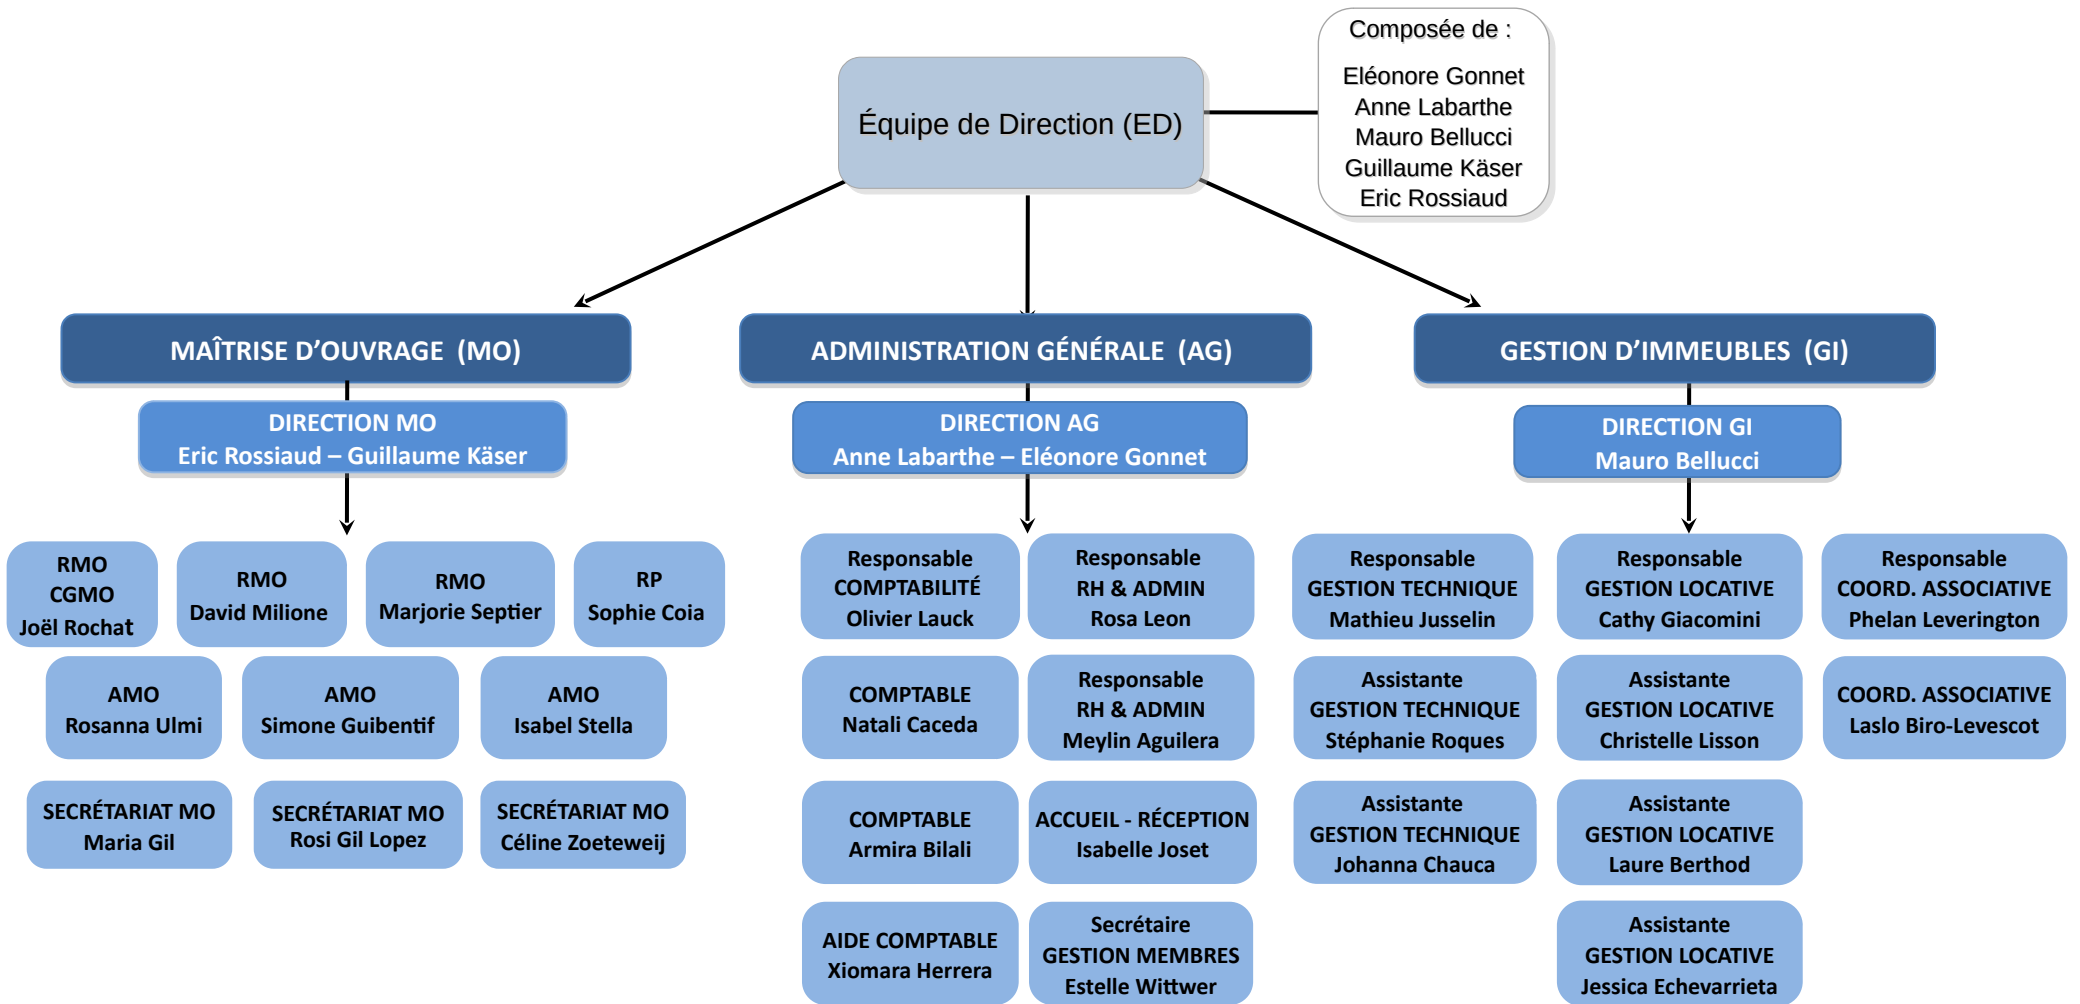 Composée de :
Eléonore Gonnet
Anne Labarthe
Mauro Bellucci
Guillaume Käser
Eric Rossiaud
Équipe de Direction (ED)
MAÎTRISE D’OUVRAGE (MO)
DIRECTION MO
Eric Rossiaud – Guillaume Käser
RMO
CGMO
Joël Rochat
RMO
David Milione
RMO
Marjorie Septier
RP
Sophie Coia
AMO
Rosanna Ulmi
AMO
Simone Guibentif
AMO
Isabel Stella
SECRÉTARIAT MO
Maria Gil
SECRÉTARIAT MO
Rosi Gil Lopez
SECRÉTARIAT MO
Céline Zoeteweij
ADMINISTRATION GÉNÉRALE (AG)
DIRECTION AG
Anne Labarthe – Eléonore Gonnet
Responsable
COMPTABILITÉ
Olivier Lauck
Responsable
RH & ADMIN
Rosa Leon
COMPTABLE
Natali Caceda
Responsable
RH & ADMIN
Meylin Aguilera
COMPTABLE
Armira Bilali
ACCUEIL - RÉCEPTION
Isabelle Joset
AIDE COMPTABLE
Xiomara Herrera
Secrétaire
GESTION MEMBRES
Estelle Wittwer
GESTION D’IMMEUBLES (GI)
DIRECTION GI
Mauro Bellucci
Responsable
GESTION TECHNIQUE
Mathieu Jusselin
Responsable
GESTION LOCATIVE
Cathy Giacomini
Responsable
COORD. ASSOCIATIVE
Phelan Leverington
Assistante
GESTION TECHNIQUE
Stéphanie Roques
Assistante
GESTION LOCATIVE
Christelle Lisson
COORD. ASSOCIATIVE
Laslo Biro-Levescot
Assistante
GESTION TECHNIQUE
Johanna Chauca
Assistante
GESTION LOCATIVE
Laure Berthod
Assistante
GESTION LOCATIVE
Jessica Echevarrieta